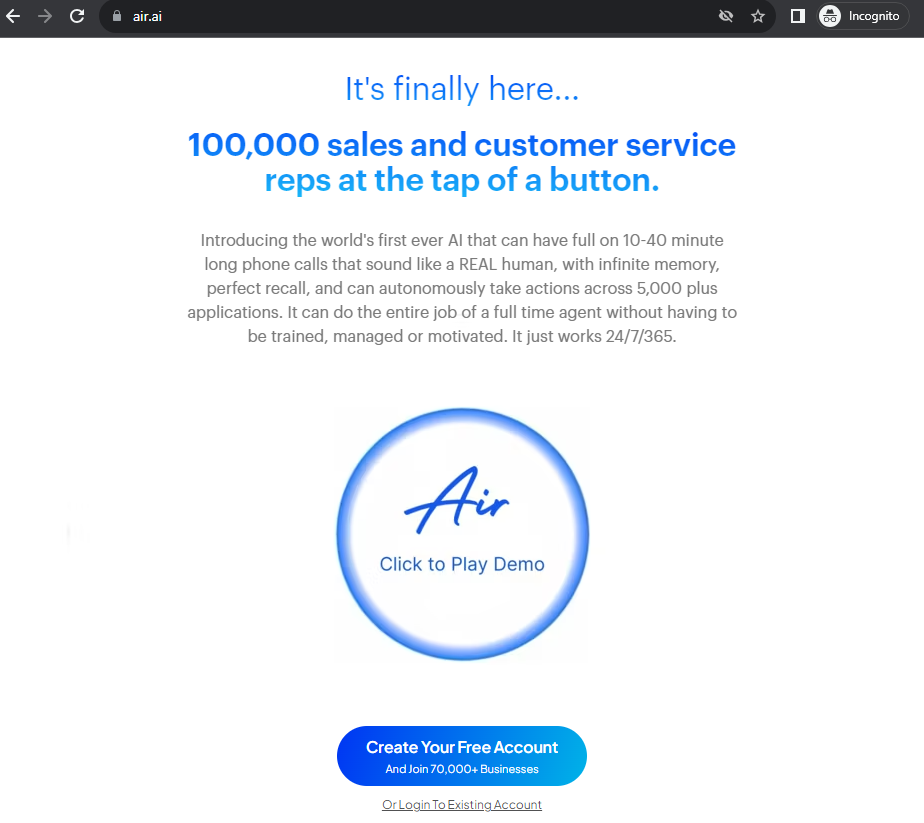 air.ai
Incognito
It's finally here...
100,000 sales and customer service
reps at the tap of a button.
Introducing the world's first ever AI that can have full on 10-40 minute
long phone calls that sound like a REAL human, with infinite memory,
perfect recall, and can autonomously take actions across 5,000 plus
applications. It can do the entire job of a full time agent without having to
be trained, managed or motivated. It just works 24/7/365.
Air
Click to Play Demo
Create Your Free Account
And Join 70,000+ Businesses
Or Login To Existing Account